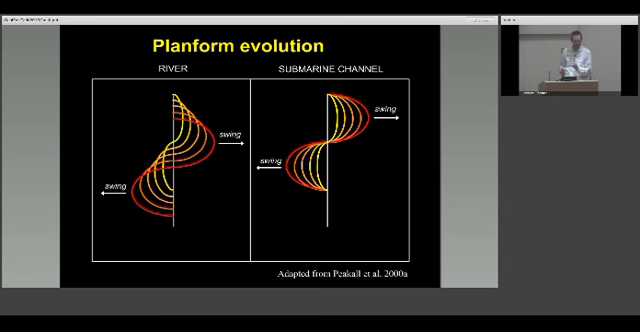 Planform evolution
RIVER
SUBMARINE CHANNEL
swing
swing
swing
swing
Adapted from Peakall et al, 2000a